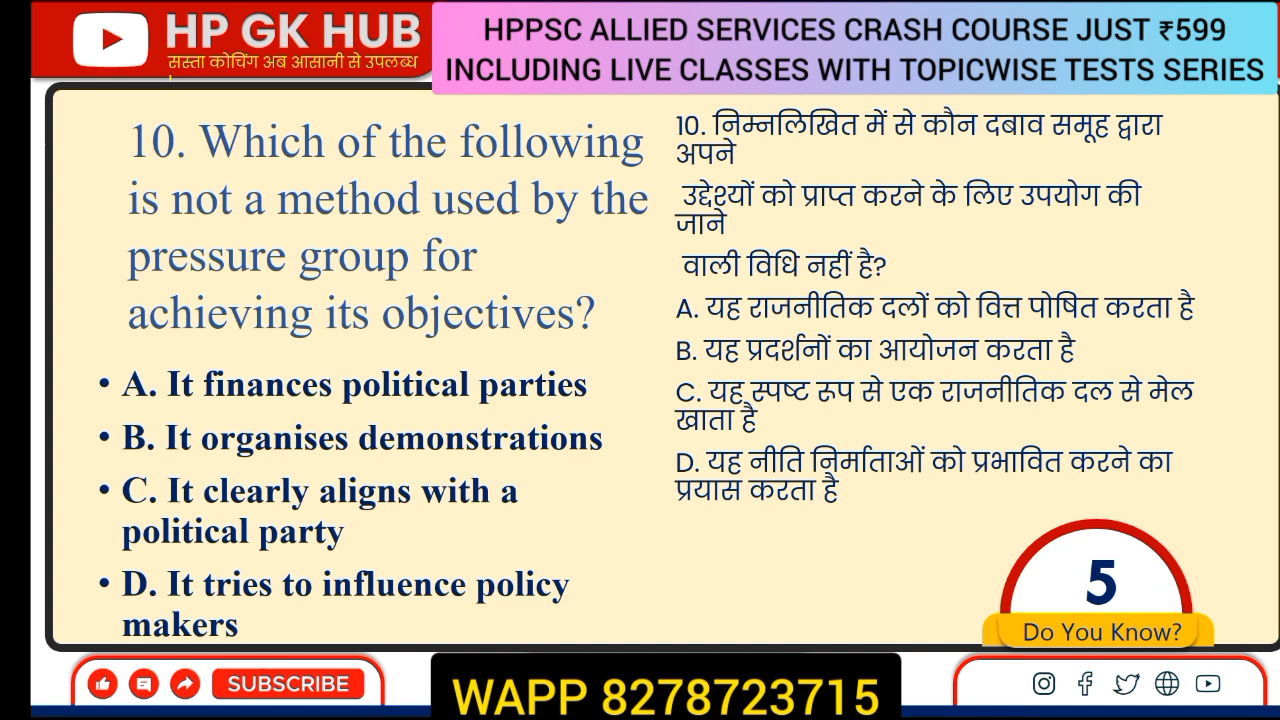 HP GK HUB
सस्ता कोचिंग अब आसानी से उपलब्ध
HPPSC ALLIED SERVICES CRASH COURSE JUST ₹599
INCLUDING LIVE CLASSES WITH TOPICWISE TESTS SERIES
10. Which of the following
is not a method used by the
pressure group for
achieving its objectives?
• A. It finances political parties
• B. It organises demonstrations
• C. It clearly aligns with a
political party
• D. It tries to influence policy
makers
10. निम्नलिखित में से कौन दबाव समूह द्वारा
अपने
उद्देश्यों को प्राप्त करने के लिए उपयोग की
जाने
वाली विधि नहीं है?
A. यह राजनीतिक दलों को वित्त पोषित करता है
B. यह प्रदर्शनों का आयोजन करता है
C. यह स्पष्ट रूप से एक राजनीतिक दल से मेल
खाता है
D. यह नीति निर्माताओं को प्रभावित करने का
प्रयास करता है
5
Do You Know?
SUBSCRIBE
WAPP 8278723715